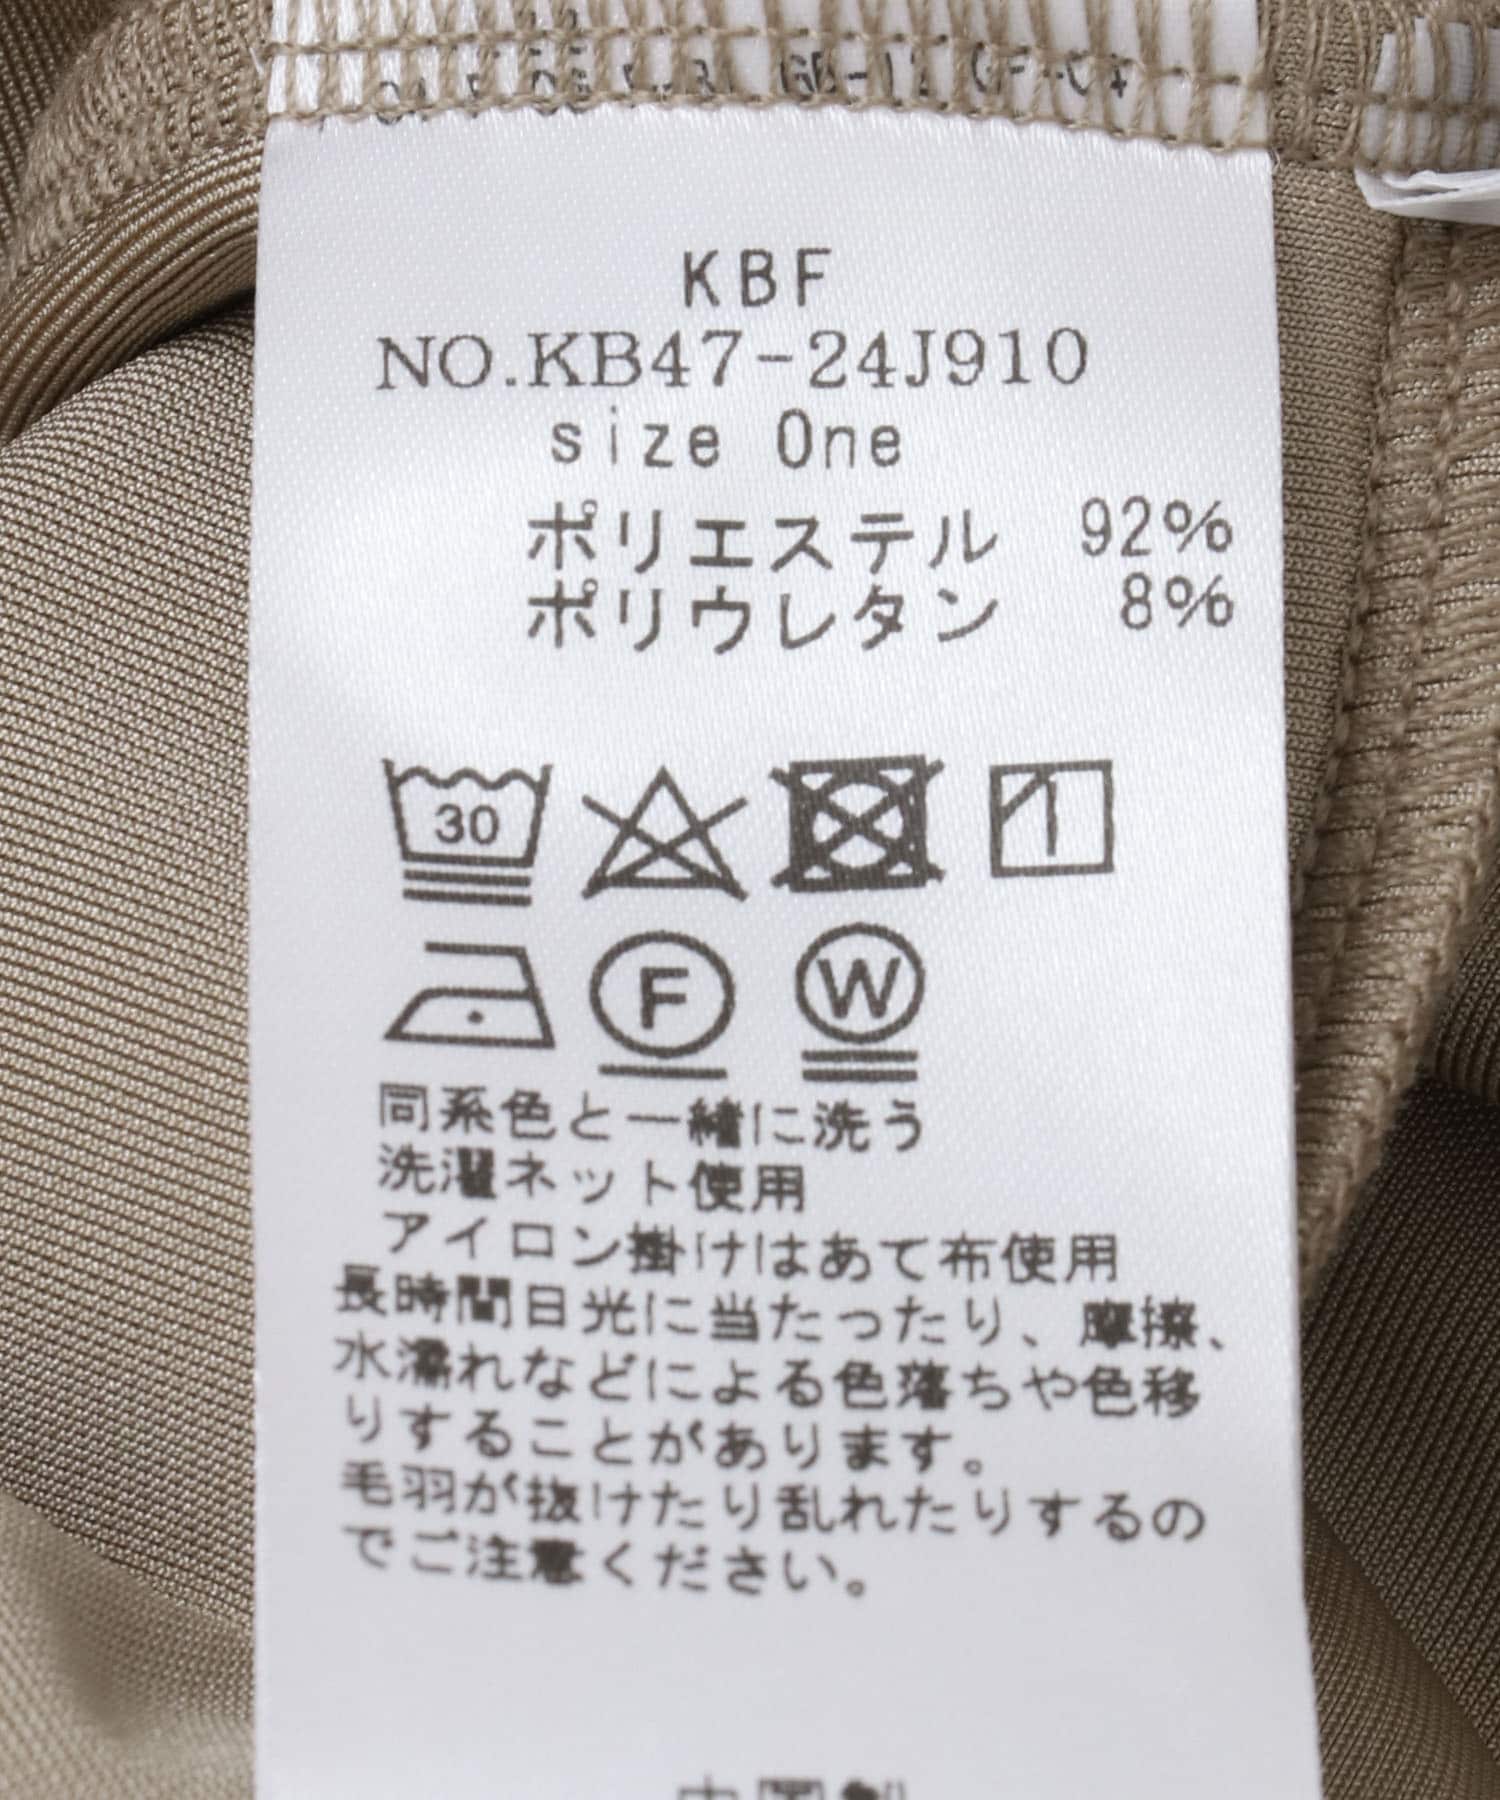 KBF
NO.KB47-24J910
size One
ポリエステル 92%
ポリウレタン 8%
30
F W
同系色と一緒に洗う
洗濯ネット使用
アイロン掛けはあて布使用
長時間日光に当たったり、摩擦、
水濡れなどによる色落ちや色移
りすることがあります。
毛羽が抜けたり乱れたりするの
でご注意ください。